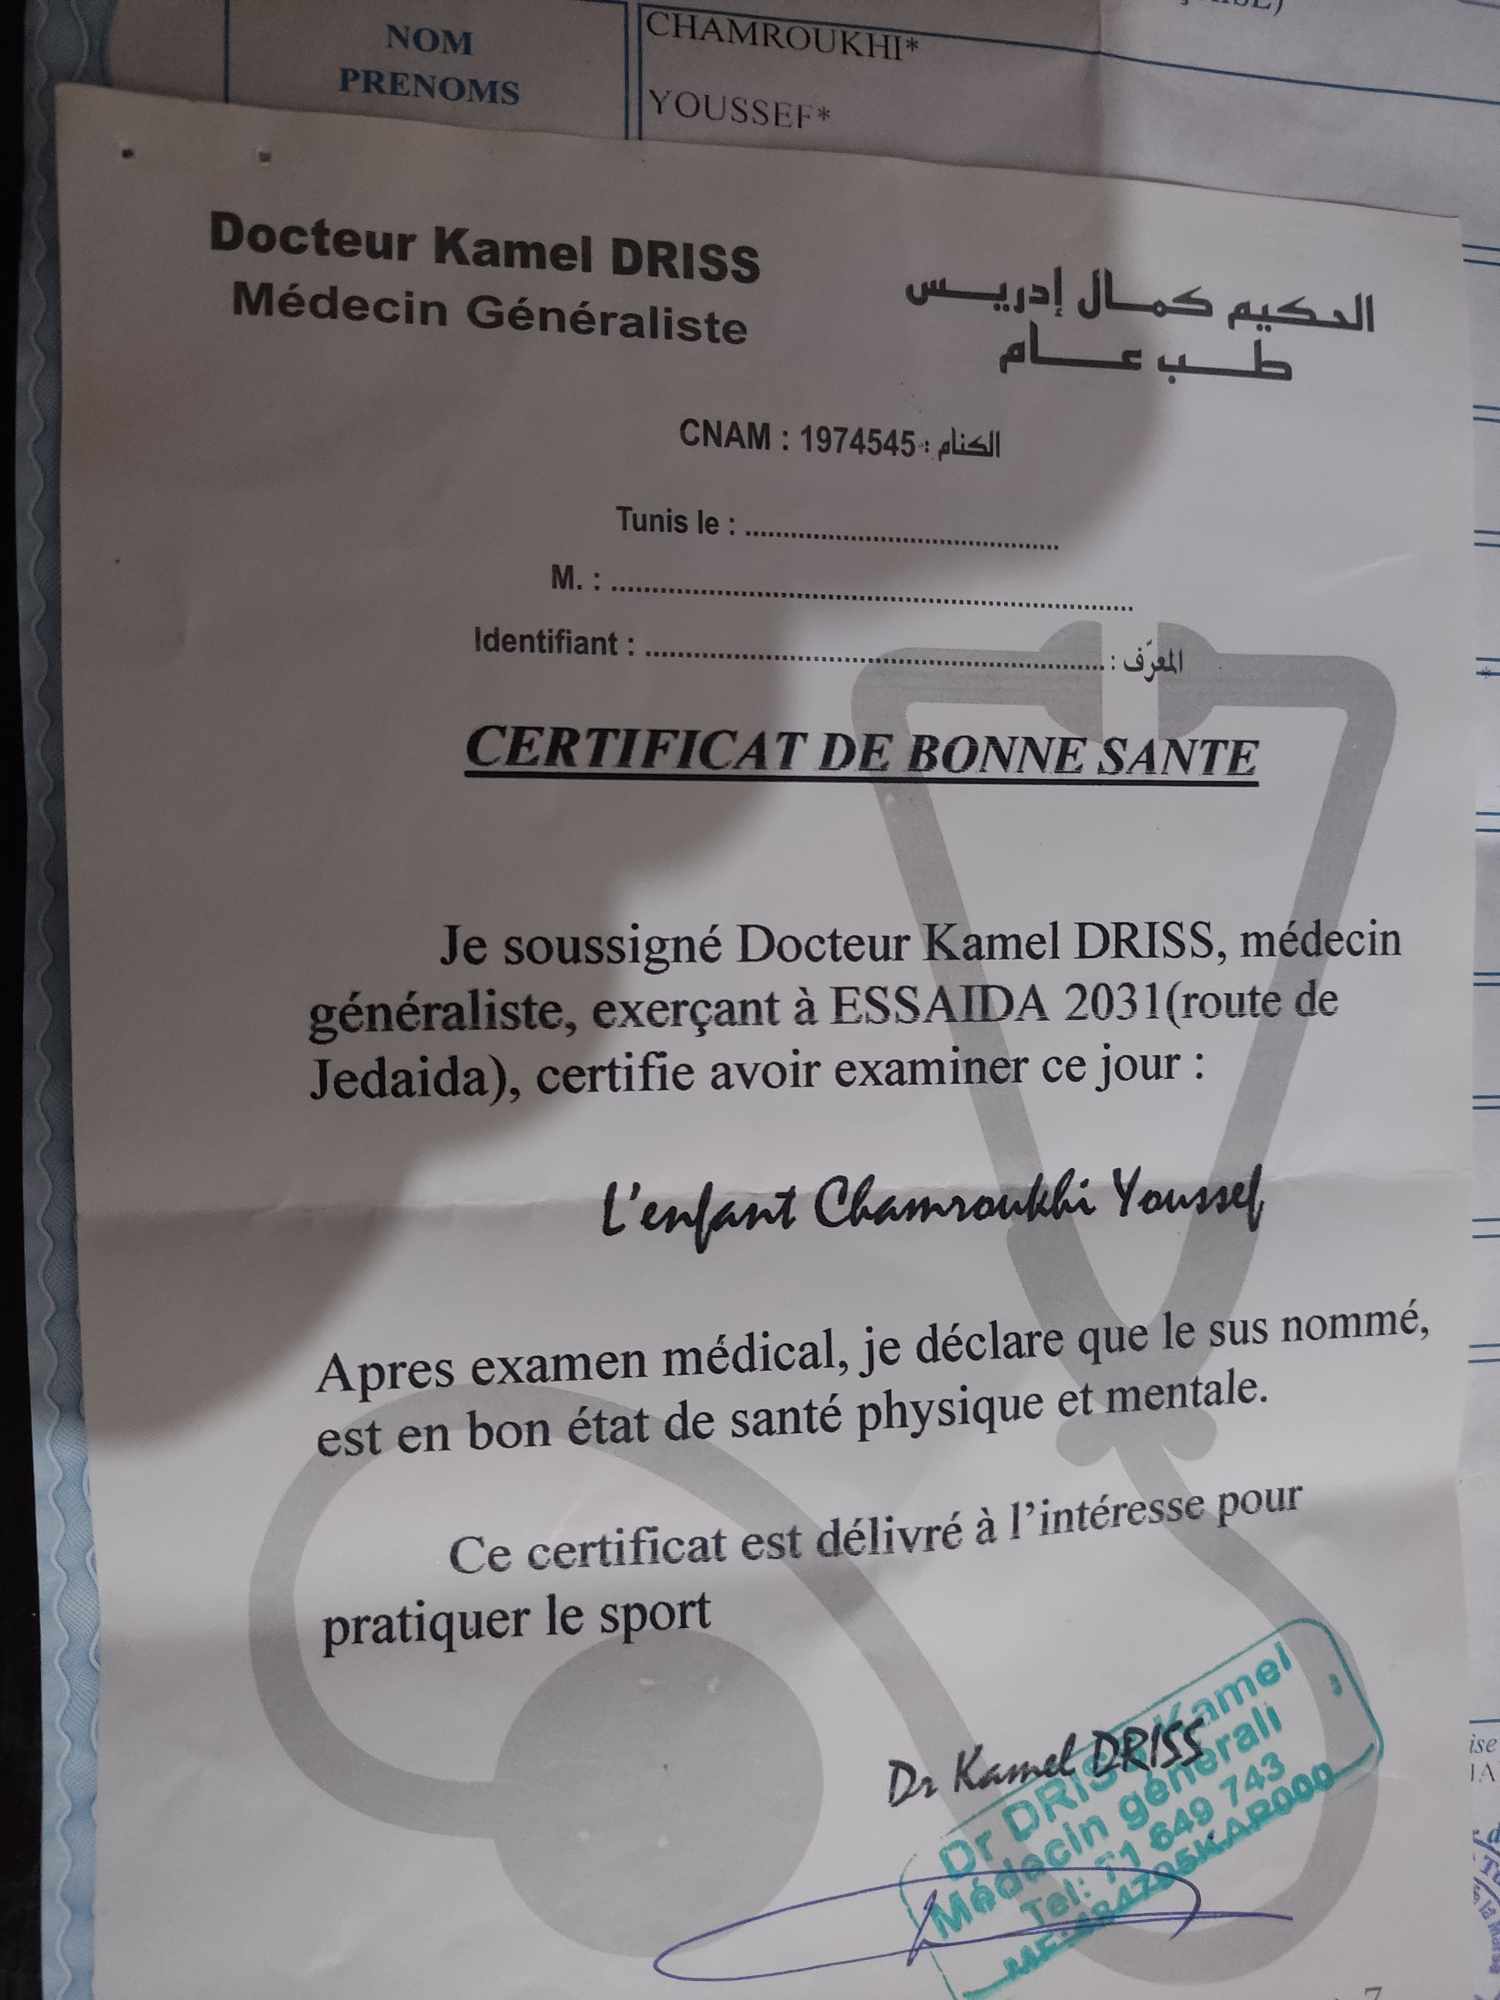 NOM
PRENOMS
CHAMROUKHI*
YOUSSEF*
Docteur Kamel DRISS
Médecin Généraliste
الحكيم كمال إدريس
طب عام
CNAM : 1974545 : الكنام
Tunis le : ..........................................
M. : ......................................................................
Identifiant : .............................................................. : المعرّف
CERTIFICAT DE BONNE SANTE
Je soussigné Docteur Kamel DRISS, médecin
généraliste, exerçant à ESSAIDA 2031(route de
Jedaida), certifie avoir examiner ce jour :
L'enfant Chamroukhi Youssef
Apres examen médical, je déclare que le sus nommé,
est en bon état de santé physique et mentale.
Ce certificat est délivré à l'intéresse pour
pratiquer le sport
Dr Kamel DRISS
Dr DRISS Kamel
Médecin générali
Tel: 71 649 743